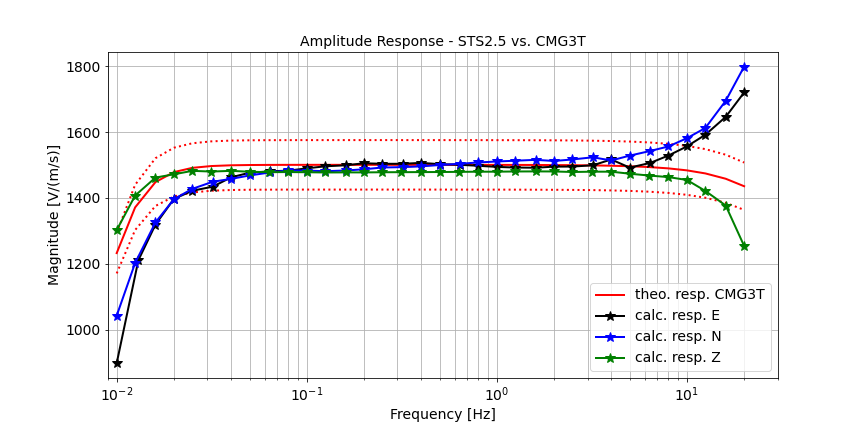 Amplitude Response - STS2.5 vs. CMG3T
Magnitude [V/(m/s)]
1800
1600
1400
1200
1000
theo. resp. CMG3T
calc. resp. E
calc. resp. N
calc. resp. Z
10⁻² 10⁻¹ 10⁰ 10¹
Frequency [Hz]